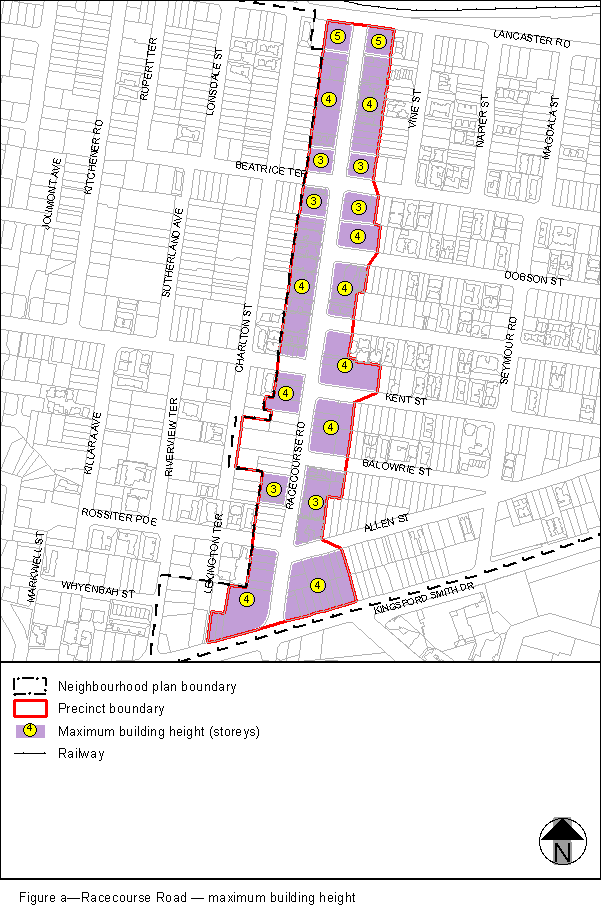 LANCASTER RD
RUPERT TER
LONSDALE ST
5
5
4
4
VINE ST
NAPIER ST
MAGDALA ST
KITCHENER RD
JOLIMONT AVE
BEATRICE TER
3
3
3
3
4
SUTHERLAND AVE
DOBSON ST
4
4
CHARLTON ST
SEYMOUR RD
4
4
KENT ST
KILLARA AVE
RIVERVIEW TER
RACECOURSE RD
4
BALOWRIE ST
3
3
ROSSITER PDE
ALLEN ST
MARKWELL ST
LEXINGTON TER
WHYENBAH ST
4
4
KINGSFORD SMITH DR
Neighbourhood plan boundary
Precinct boundary
4
Maximum building height (storeys)
Railway
N
Figure a—Racecourse Road — maximum building height